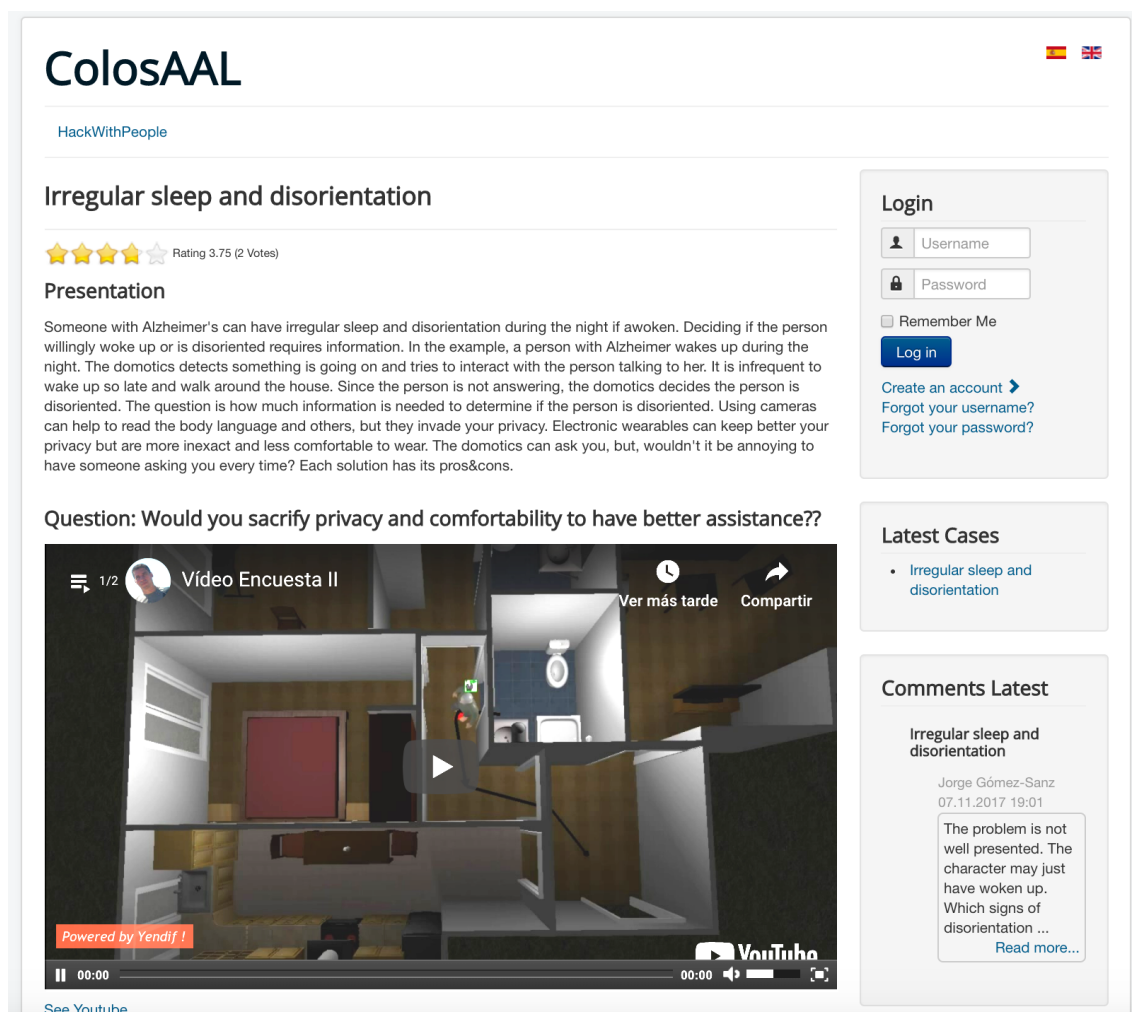 ColosAAL
HackWithPeople
Irregular sleep and disorientation
Rating 3.75 (2 Votes)
Presentation
Someone with Alzheimer's can have irregular sleep and disorientation during the night if awoken. Deciding if the person
willingly woke up or is disoriented requires information. In the example, a person with Alzheimer wakes up during the
night. The domotics detects something is going on and tries to interact with the person talking to her. It is infrequent to
wake up so late and walk around the house. Since the person is not answering, the domotics decides the person is
disoriented. The question is how much information is needed to determine if the person is disoriented. Using cameras
can help to read the body language and others, but they invade your privacy. Electronic wearables can keep better your
privacy but are more inexact and less comfortable to wear. The domotics can ask you, but, wouldn't it be annoying to
have someone asking you every time? Each solution has its pros&cons.
Question: Would you sacrify privacy and comfortability to have better assistance??
1/2
Vídeo Encuesta II
Ver más tarde
Compartir
Powered by Yendif !
YouTube
00:00
00:00
See Youtube
Login
Username
Password
Remember Me
Log in
Create an account
Forgot your username?
Forgot your password?
Latest Cases
Irregular sleep and
disorientation
Comments Latest
Irregular sleep and
disorientation
Jorge Gómez-Sanz
07.11.2017 19:01
The problem is not
well presented. The
character may just
have woken up.
Which signs of
disorientation ...
Read more...